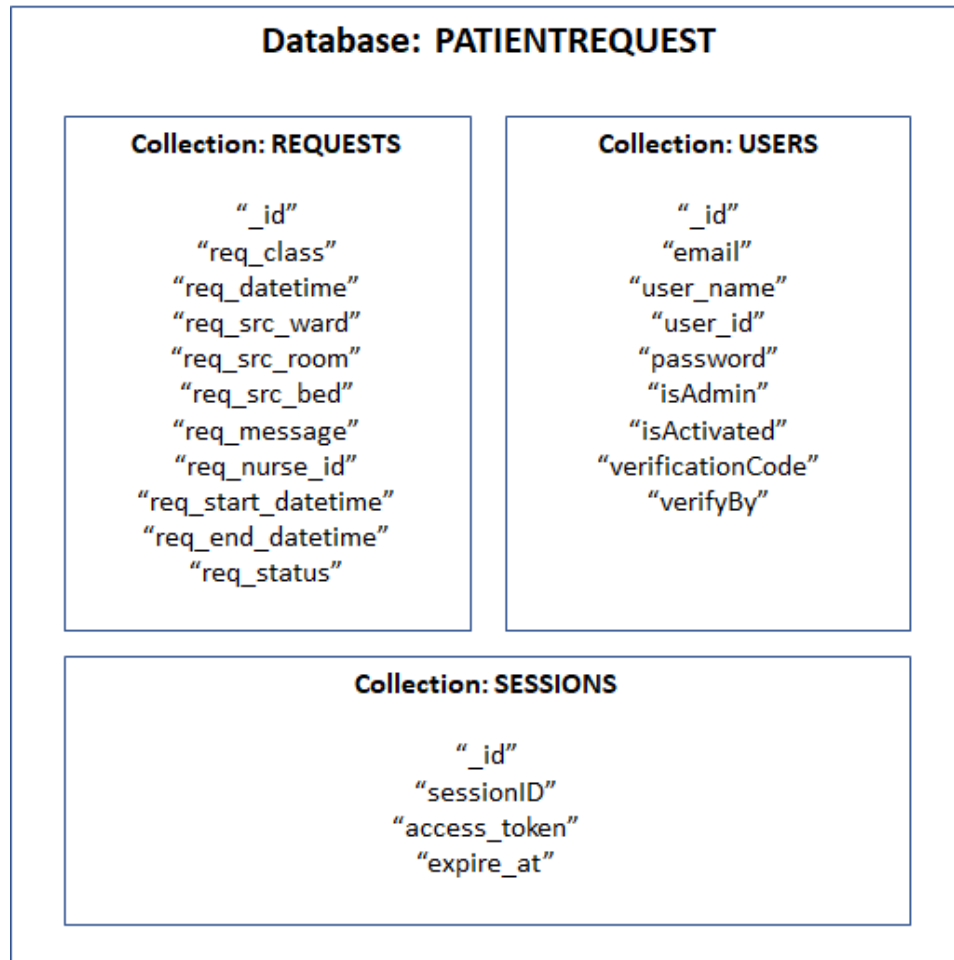 Database: PATIENTREQUEST
Collection: REQUESTS
“_id”
“req_class”
“req_datetime”
“req_src_ward”
“req_src_room”
“req_src_bed”
“req_message”
“req_nurse_id”
“req_start_datetime”
“req_end_datetime”
“req_status”
Collection: USERS
“_id”
“email”
“user_name”
“user_id”
“password”
“isAdmin”
“isActivated”
“verificationCode”
“verifyBy”
Collection: SESSIONS
“_id”
“sessionID”
“access_token”
“expire_at”